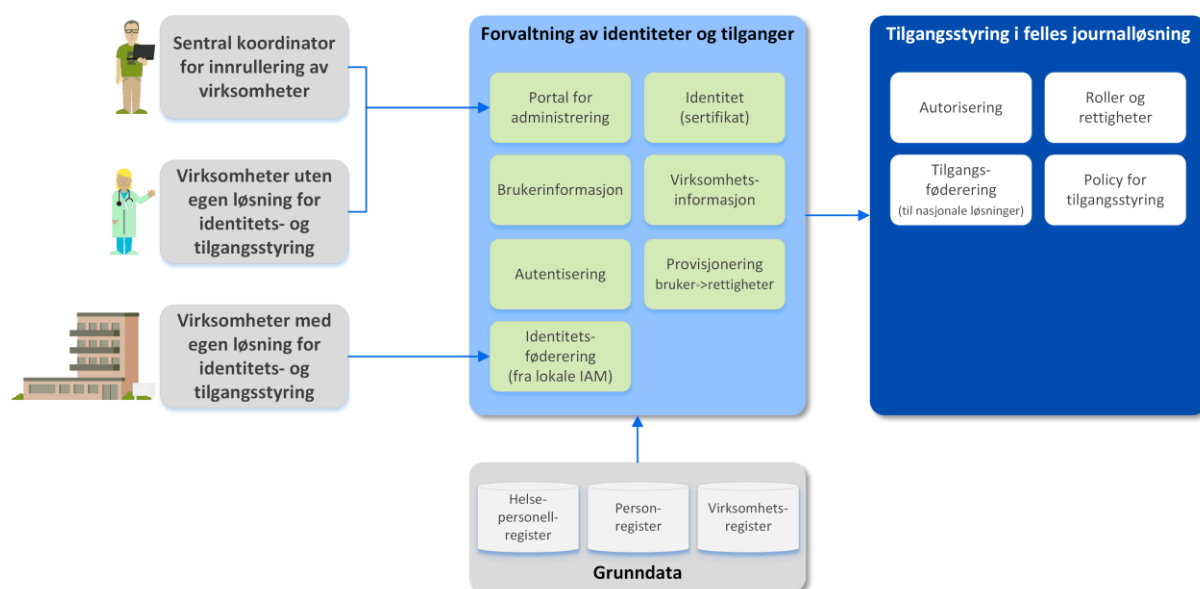 Sentral koordinator
for innrullering av
virksomheter
Virksomheter uten
egen løsning for
identitets- og
tilgangsstyring
Virksomheter med
egen løsning for
identitets- og
tilgangsstyring
Forvaltning av identiteter og tilganger
Portal for
administrering
Identitet
(sertifikat)
Brukerinformasjon
Virksomhets-
informasjon
Autentisering
Provisjonering
bruker->rettigheter
Identitets-
føderering
(fra lokale IAM)
Tilgangsstyring i felles journalløsning
Autorisering
Roller og
rettigheter
Tilgangs-
føderering
(til nasjonale løsninger)
Policy for
tilgangsstyring
Helse-
personell-
register
Person-
register
Virksomhets-
register
Grunndata